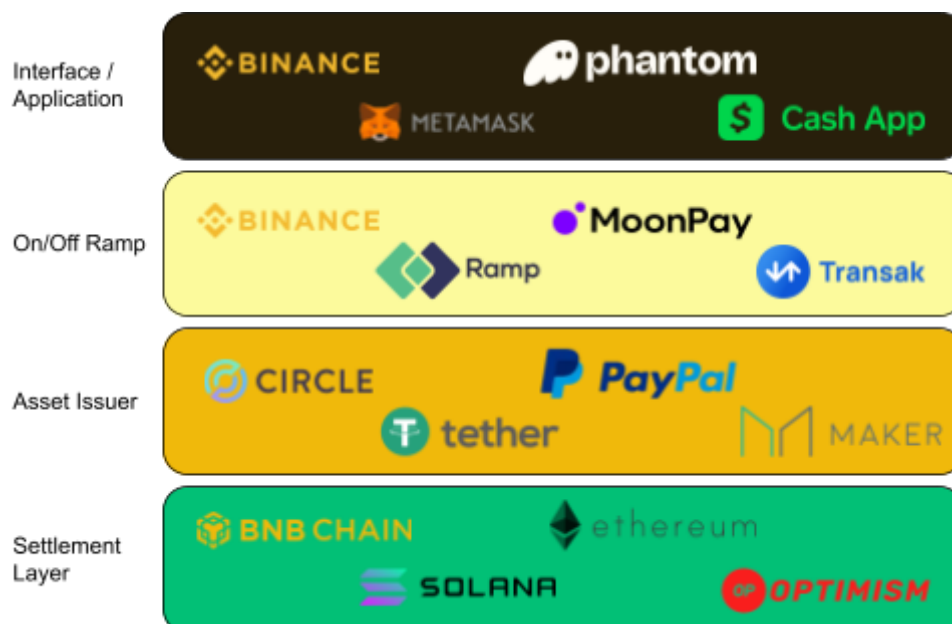 Interface /
Application
BINANCE
phantom
METAMASK
$ Cash App
On/Off Ramp
BINANCE
MoonPay
Ramp
Transak
Asset Issuer
CIRCLE
PayPal
tether
MAKER
Settlement
Layer
BNB CHAIN
ethereum
SOLANA
OP OPTIMISM